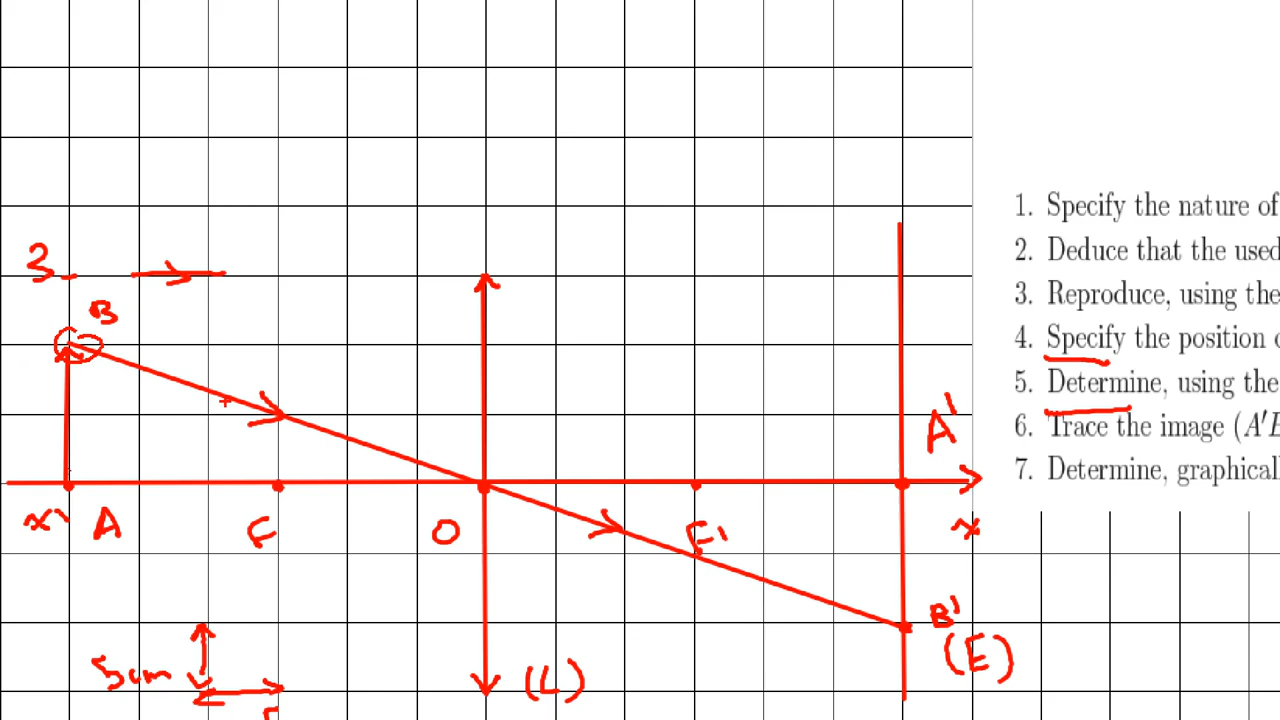 1. Specify the nature of
2. Deduce that the used
3. Reproduce, using the
4. Specify the position o
5. Determine, using the
6. Trace the image (A'B
7. Determine, graphicall
3
B
A'
x' A F O F' x
B'
(E)
5cm
(L)